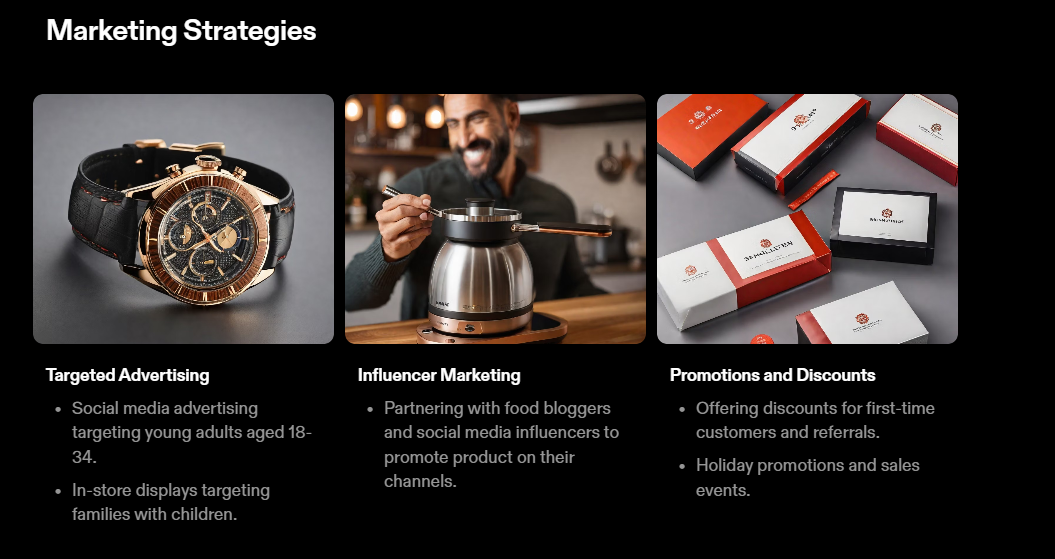 Marketing Strategies
Targeted Advertising
• Social media advertising
targeting young adults aged 18-
34.
• In-store displays targeting
families with children.
Influencer Marketing
• Partnering with food bloggers
and social media influencers to
promote product on their
channels.
Promotions and Discounts
• Offering discounts for first-time
customers and referrals.
• Holiday promotions and sales
events.